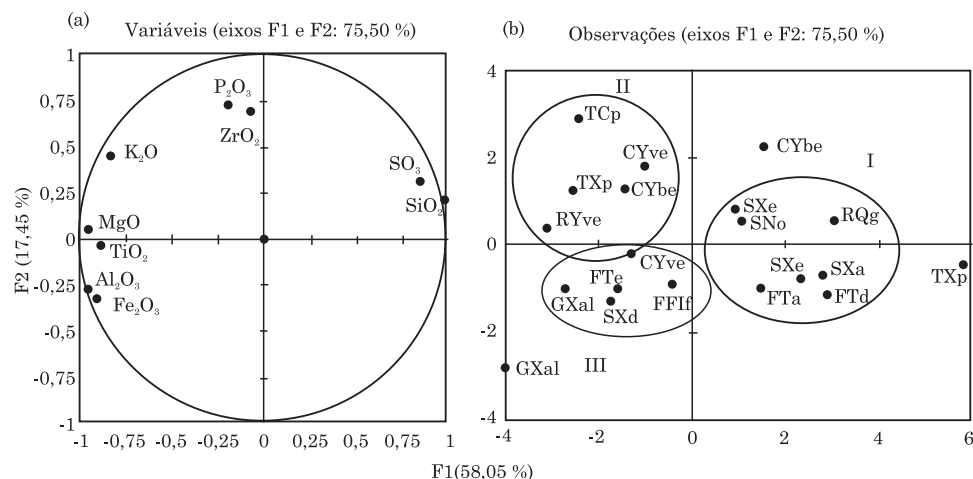 (a)
Variáveis (eixos F1 e F2: 75,50 %)
1
0,75
0,5
0,25
0
-0,25
-0,5
-0,75
-1
F2 (17,45 %)
P₂O₃
ZrO₂
K₂O
SO₃
SiO₂
MgO
TiO₂
Al₂O₃
Fe₂O₃
-1
-0,75
-0,5
-0,25
0
0,25
0,5
0,75
1
(b)
Observações (eixos F1 e F2: 75,50 %)
4
2
0
-2
-4
II
TCp
CYve
CYbe
TXp
CYbe
RYve
I
SXe
RQg
SNo
CYve
FTe
SXe
SXa
TXp
GXal
FFIf
FTa
FTd
SXd
GXal
III
-4
-2
0
2
4
6
F1(58,05 %)